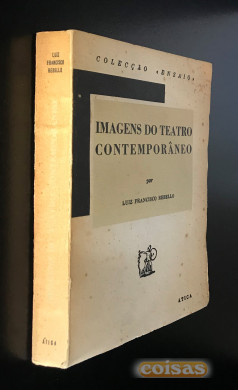 LUIZ
FRANCISCO
REBELLO
ÁTICA
COLECÇÃO «ENSAIO»
IMAGENS DO TEATRO
CONTEMPORÂNEO
por
LUIZ FRANCISCO REBELLO
ÁTICA
coisas